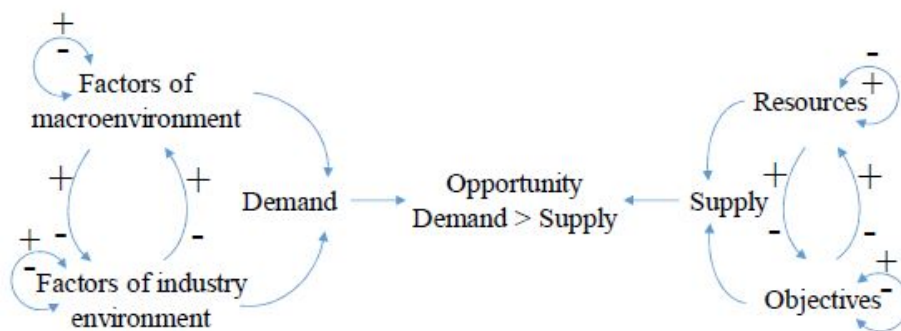 +
-
Factors of
macroenvironment
+
+
-
-
+
-
Factors of industry
environment
Demand
Opportunity
Demand > Supply
Supply
-
+
Resources
+
+
-
-
+
-
Objectives